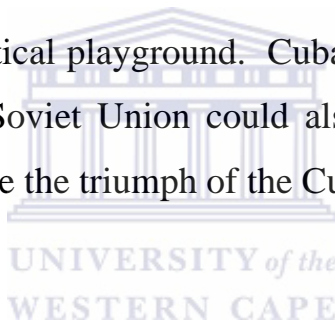 tical playground. Cuba
Soviet Union could als
e the triumph of the Cu
UNIVERSITY of the
WESTERN CAPE